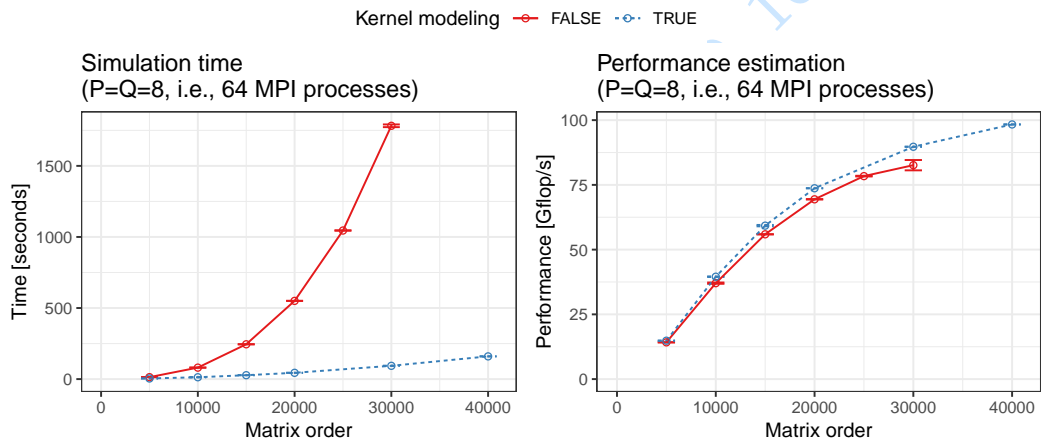 Kernel modeling FALSE TRUE
Simulation time
(P=Q=8, i.e., 64 MPI processes)
Time [seconds]
1500
1000
500
0
0 10000 20000 30000 40000
Matrix order
Performance estimation
(P=Q=8, i.e., 64 MPI processes)
Performance [Gflop/s]
100
75
50
25
0
0 10000 20000 30000 40000
Matrix order